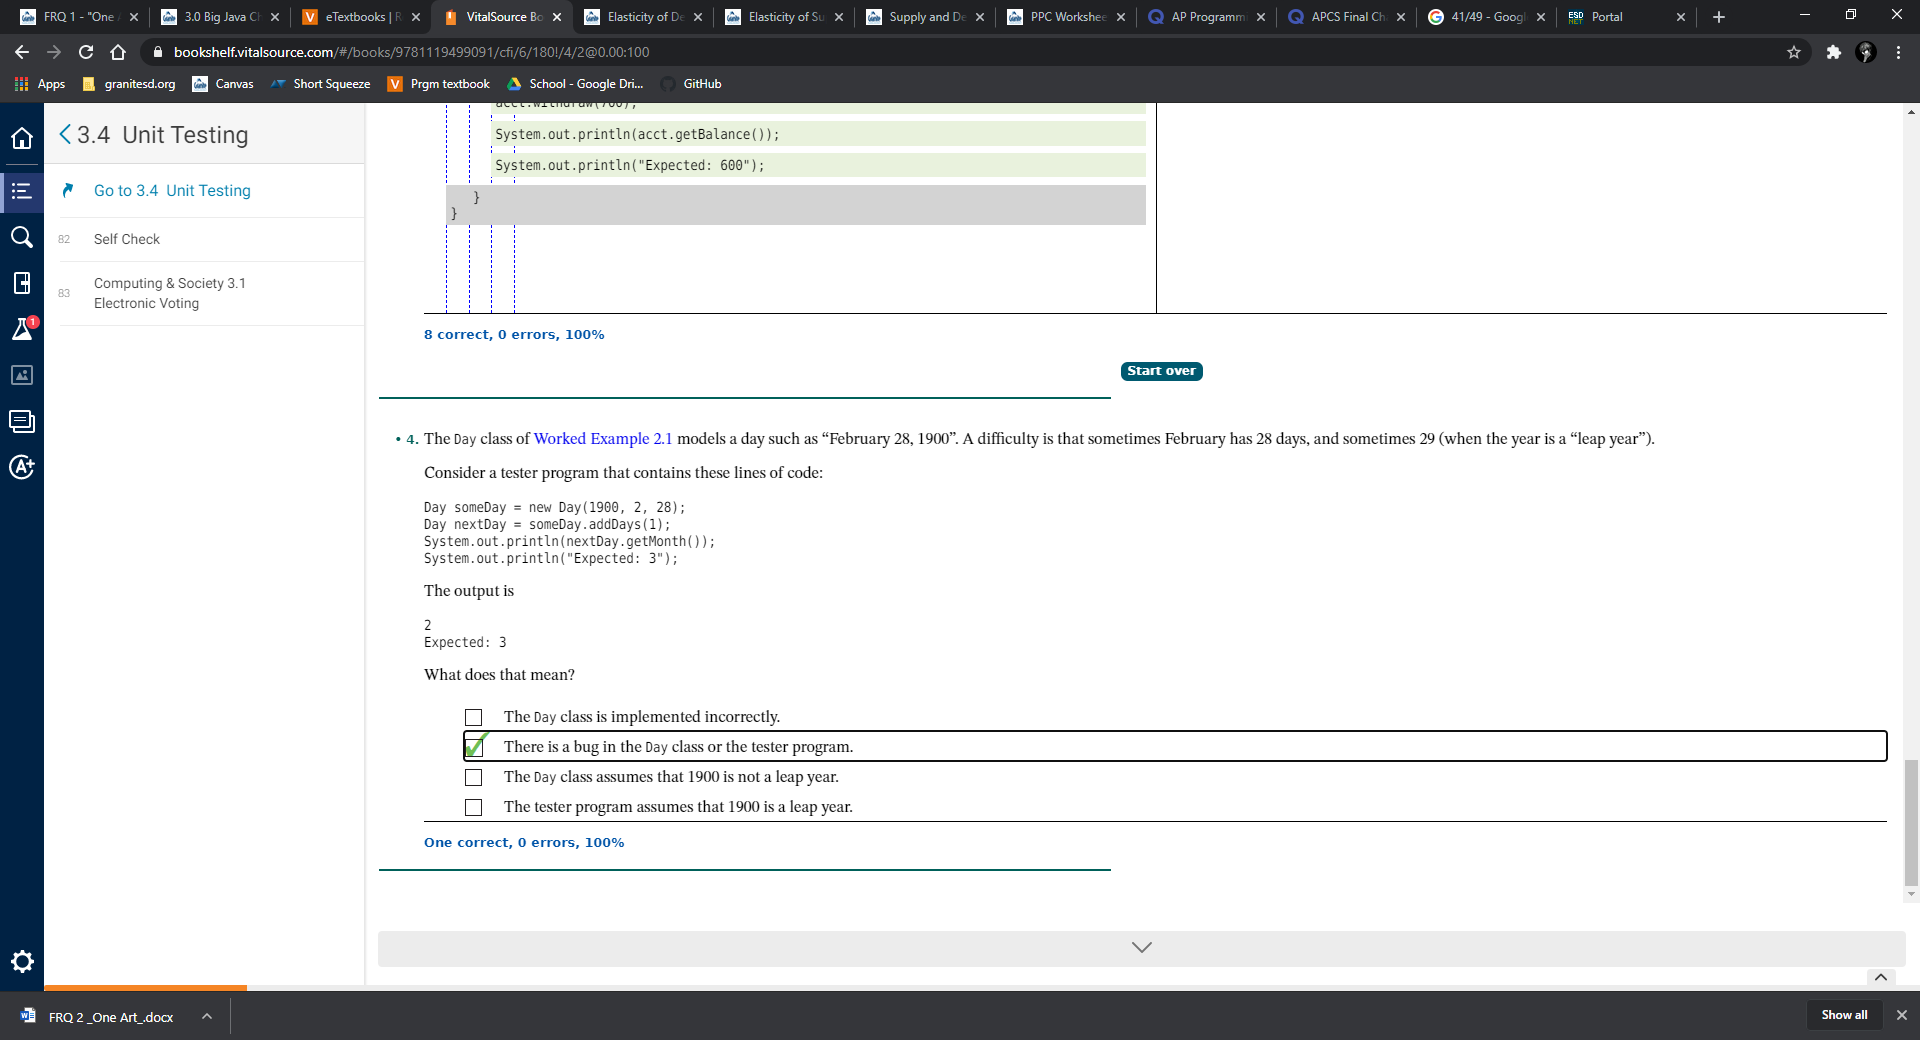 FRQ 1 - "One
3.0 Big Java Ch
eTextbooks | R
VitalSource Bo
Elasticity of De
Elasticity of Su
Supply and De
PPC Workshee
AP Programmi
APCS Final Ch
41/49 - Googl
ESD NET Portal
bookshelf.vitalsource.com/#/books/9781119499091/cfi/6/180!/4/2@0.00:100
Apps
granitesd.org
Canvas
Short Squeeze
Prgm textbook
School - Google Dri...
GitHub
3.4 Unit Testing
Go to 3.4 Unit Testing
82 Self Check
83 Computing & Society 3.1
Electronic Voting
1
A+
acct.withdraw(700);
System.out.println(acct.getBalance());
System.out.println("Expected: 600");
}
}
8 correct, 0 errors, 100%
Start over
• 4. The Day class of Worked Example 2.1 models a day such as “February 28, 1900”. A difficulty is that sometimes February has 28 days, and sometimes 29 (when the year is a “leap year”).
Consider a tester program that contains these lines of code:
Day someDay = new Day(1900, 2, 28);
Day nextDay = someDay.addDays(1);
System.out.println(nextDay.getMonth());
System.out.println("Expected: 3");
The output is
2
Expected: 3
What does that mean?
The Day class is implemented incorrectly.
There is a bug in the Day class or the tester program.
The Day class assumes that 1900 is not a leap year.
The tester program assumes that 1900 is a leap year.
One correct, 0 errors, 100%
FRQ 2 _One Art_.docx
Show all